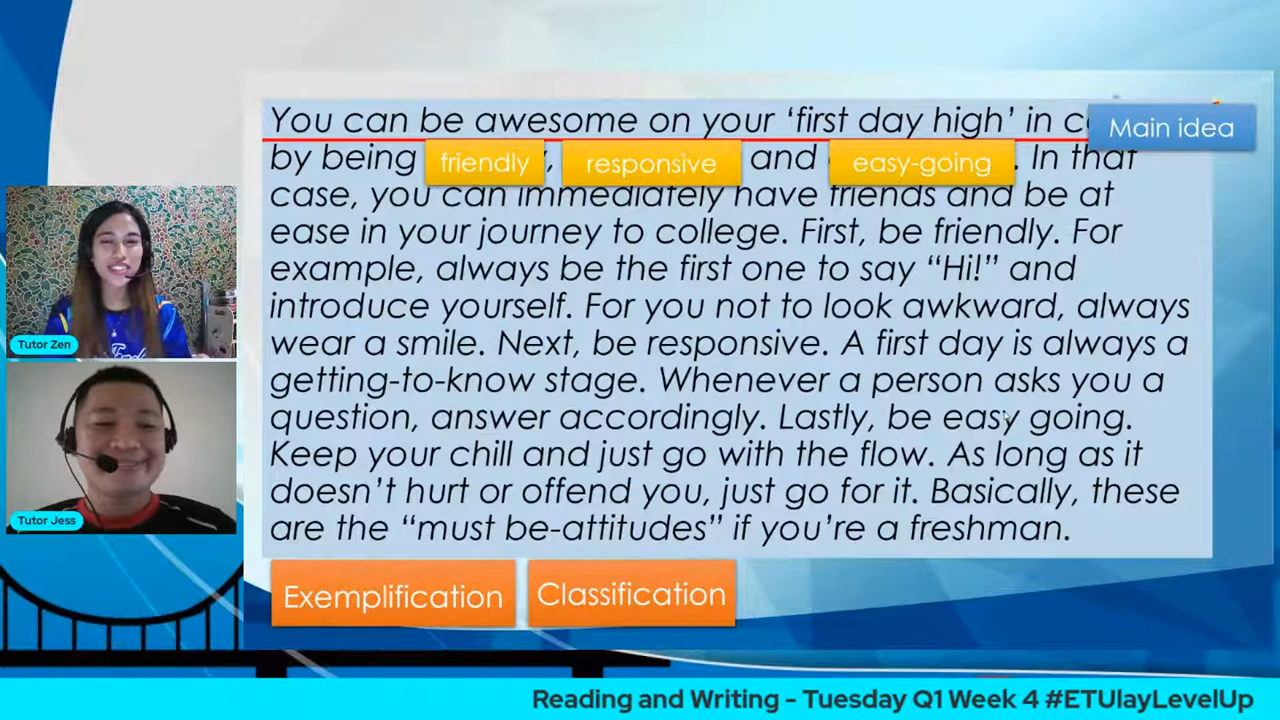 You can be awesome on your ‘first day high’ in
Main idea
by being friendly, responsive and easy-going. In that
case, you can immediately have friends and be at
ease in your journey to college. First, be friendly. For
example, always be the first one to say “Hi!” and
introduce yourself. For you not to look awkward, always
wear a smile. Next, be responsive. A first day is always a
getting-to-know stage. Whenever a person asks you a
question, answer accordingly. Lastly, be easy going.
Keep your chill and just go with the flow. As long as it
doesn’t hurt or offend you, just go for it. Basically, these
are the “must be-attitudes” if you’re a freshman.
Exemplification
Classification
Tutor Zen
Tutor Jess
Reading and Writing - Tuesday Q1 Week 4 #ETUlayLevelUp